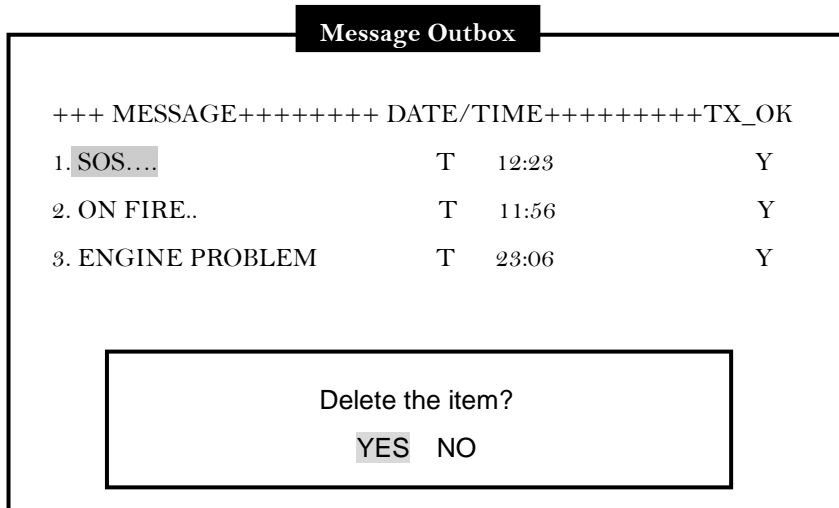 Message Outbox
+++ MESSAGE++++++++ DATE/TIME+++++++++TX_OK
1. SOS…. T 12:23 Y
2. ON FIRE.. T 11:56 Y
3. ENGINE PROBLEM T 23:06 Y
Delete the item?
YES NO